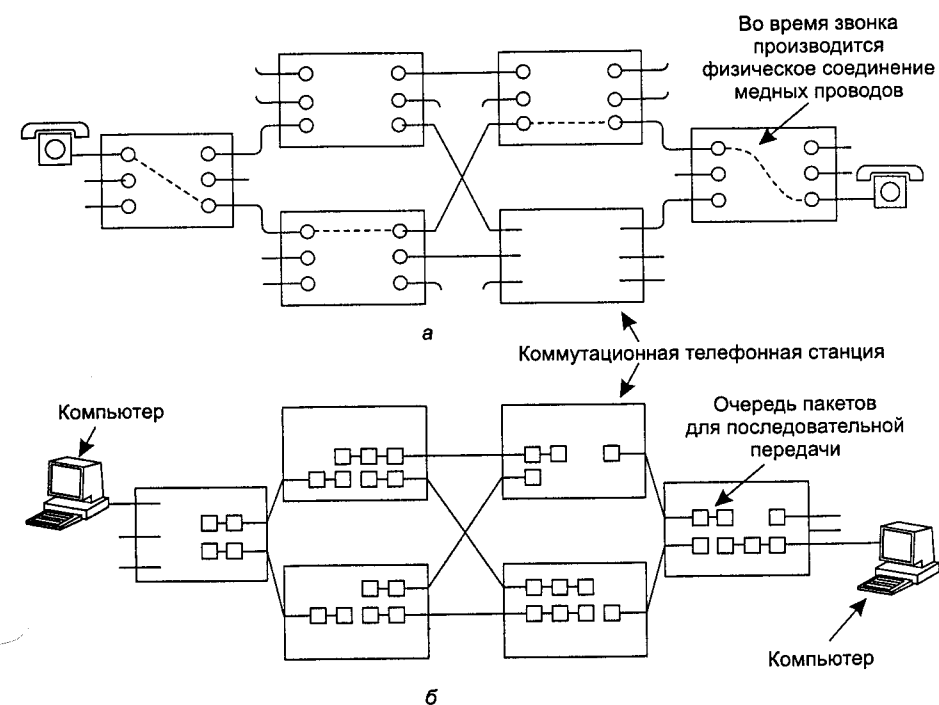 Во время звонка
производится
физическое соединение
медных проводов
а
Коммутационная телефонная станция
Компьютер
Очередь пакетов
для последовательной
передачи
Компьютер
б